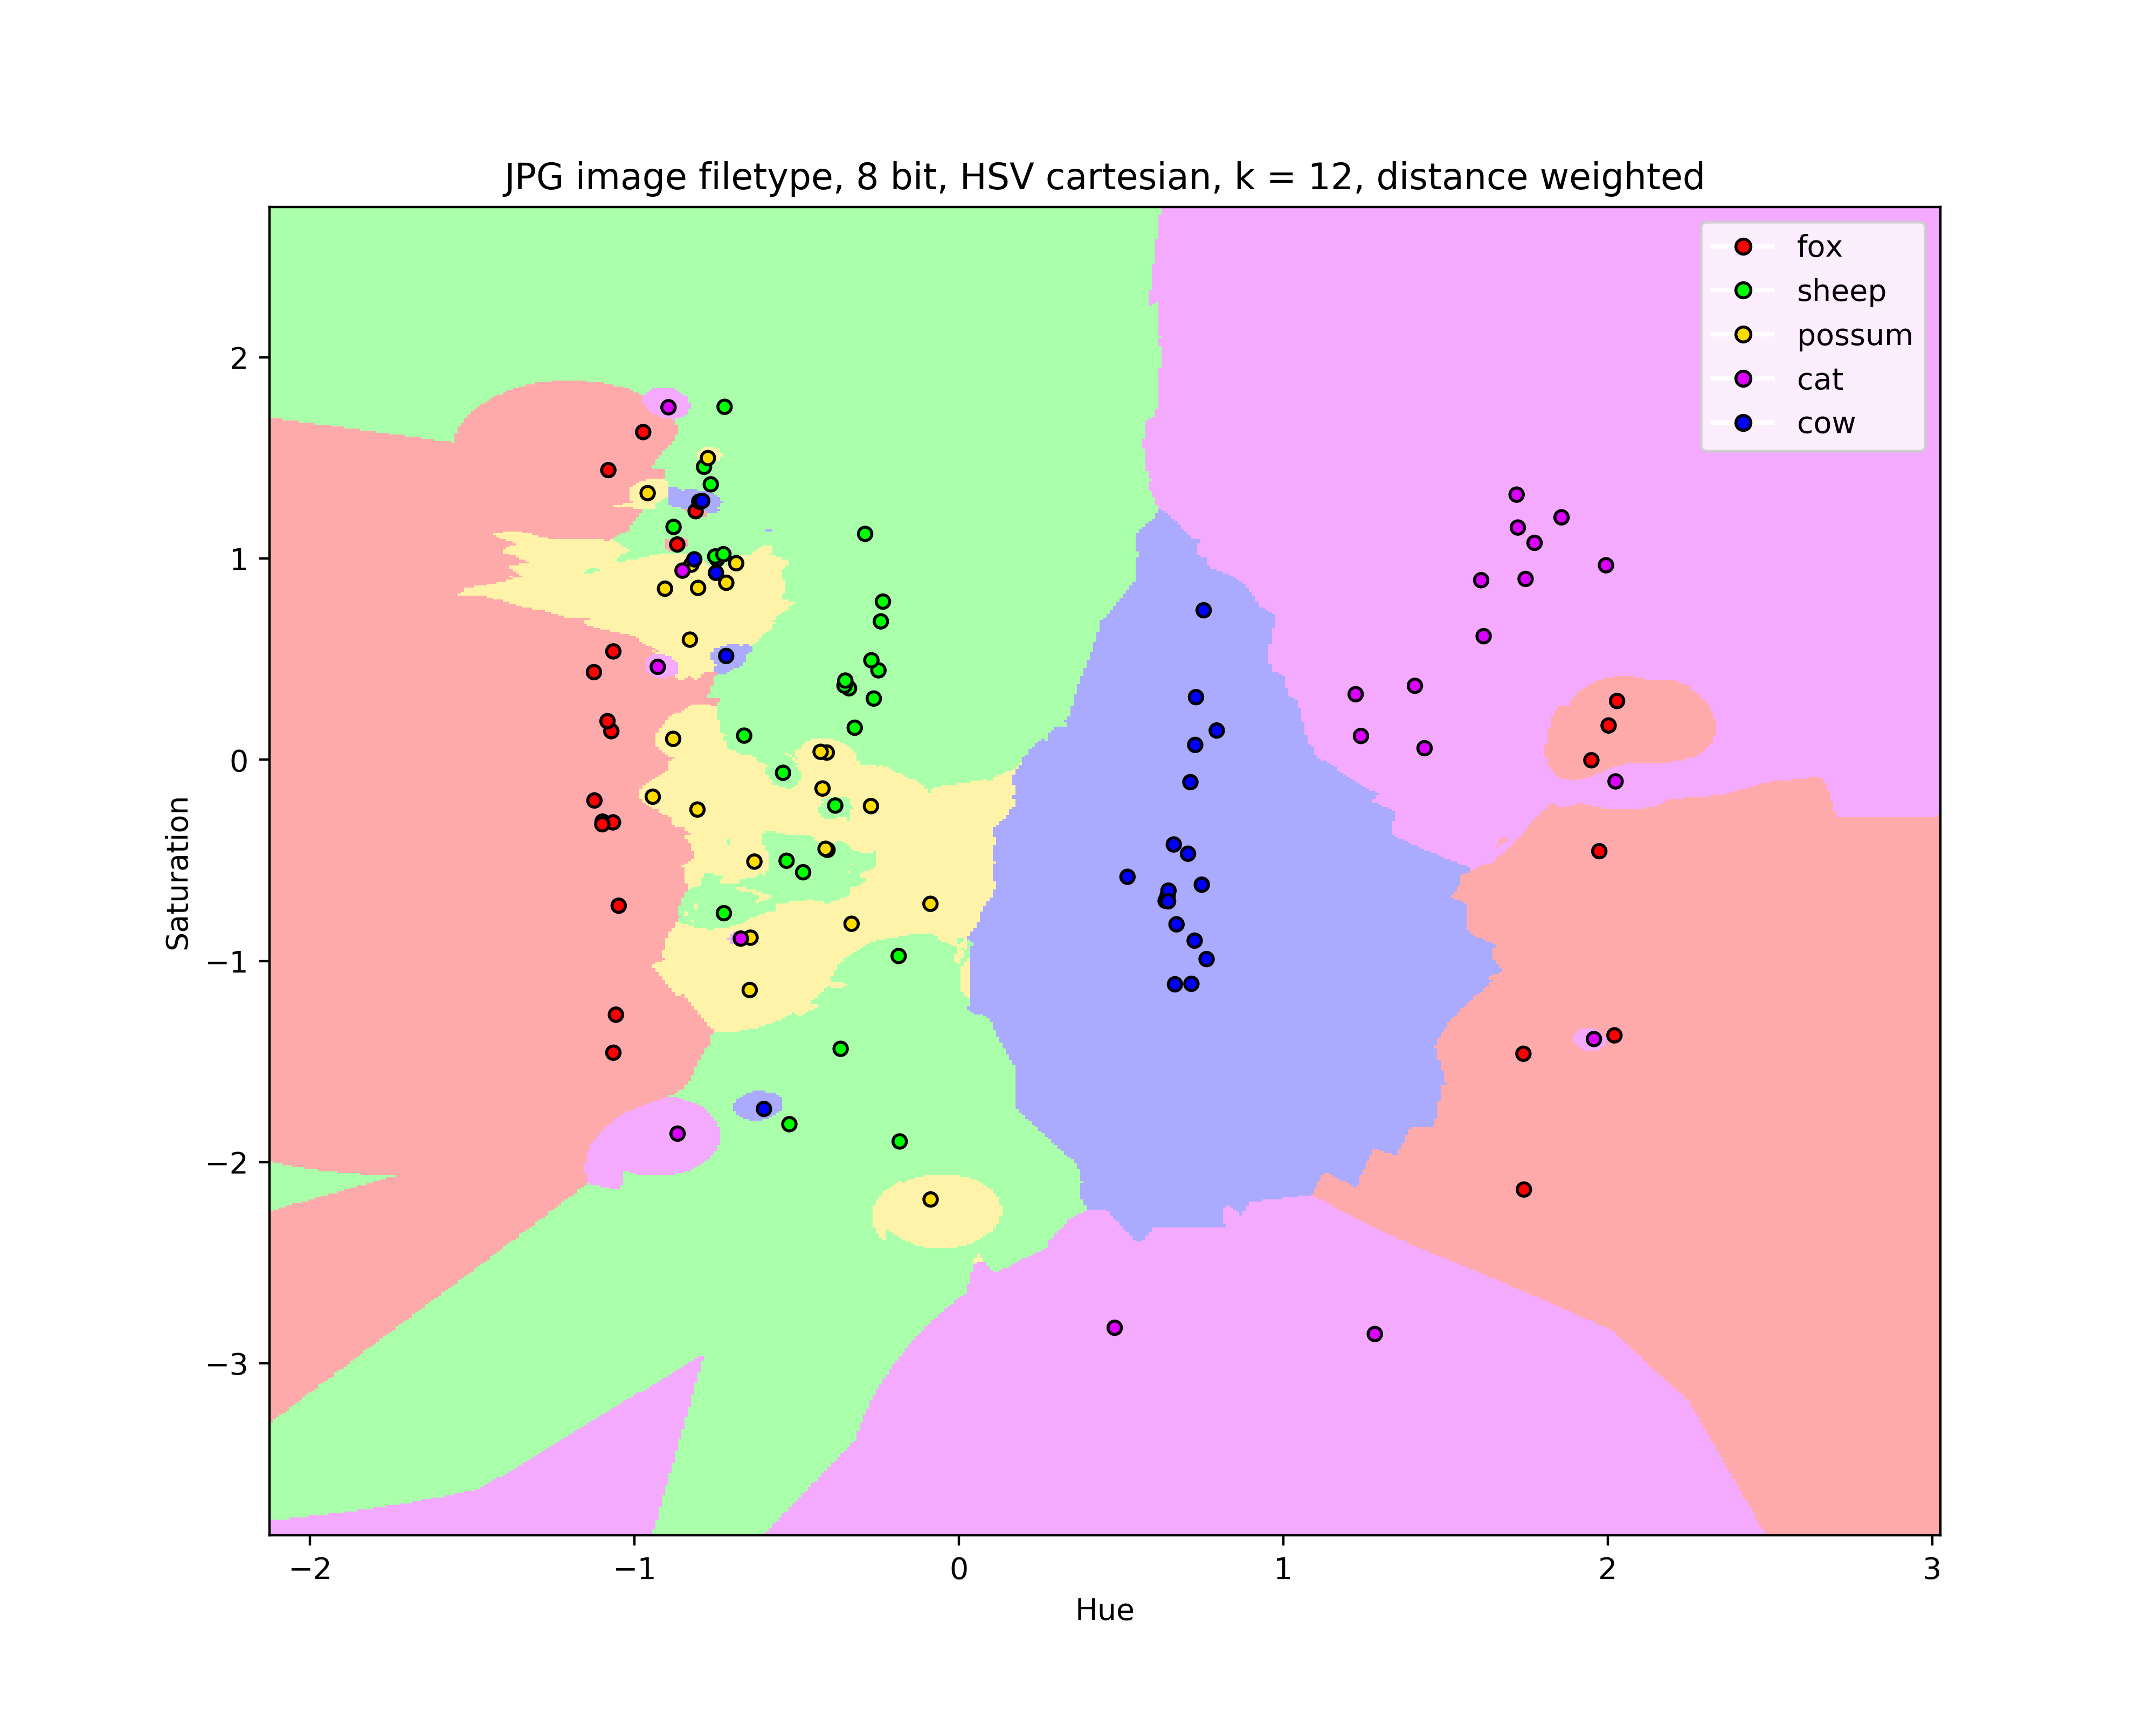 JPG image filetype, 8 bit, HSV cartesian, k = 12, distance weighted
fox
sheep
possum
cat
cow
2
1
0
−1
−2
−3
Saturation
−2
−1
0
1
2
3
Hue